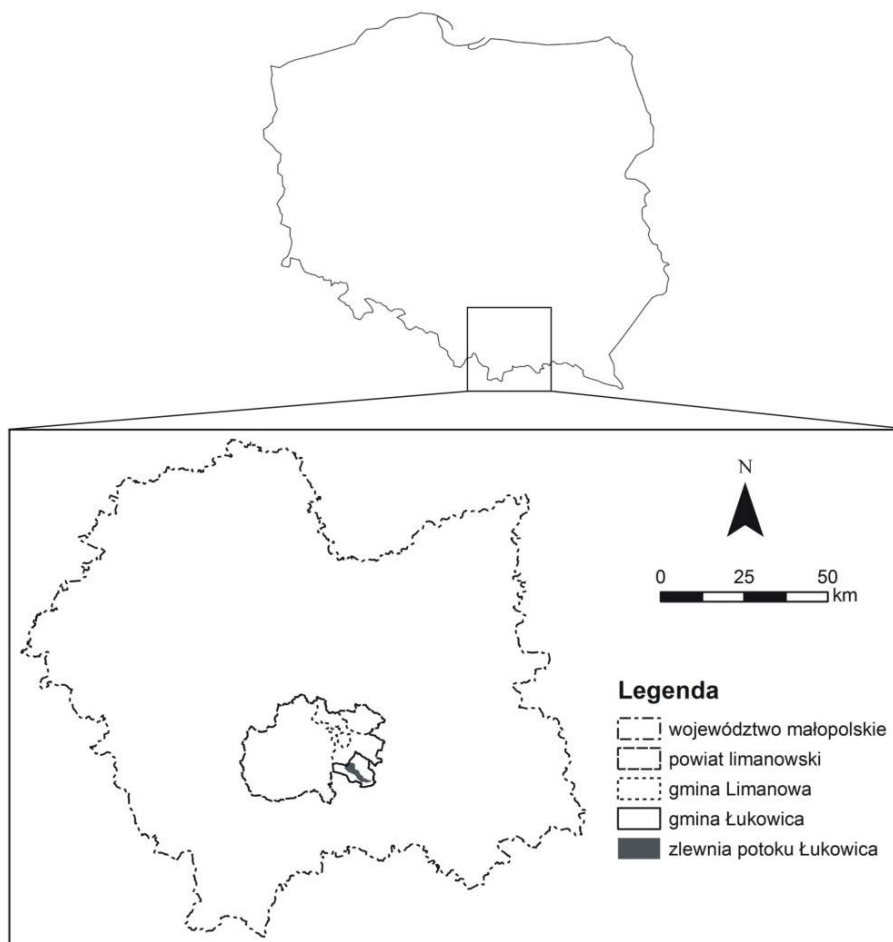 N
0 25 50
km
Legenda
województwo małopolskie
powiat limanowski
gmina Limanowa
gmina Łukowica
zlewnia potoku Łukowica